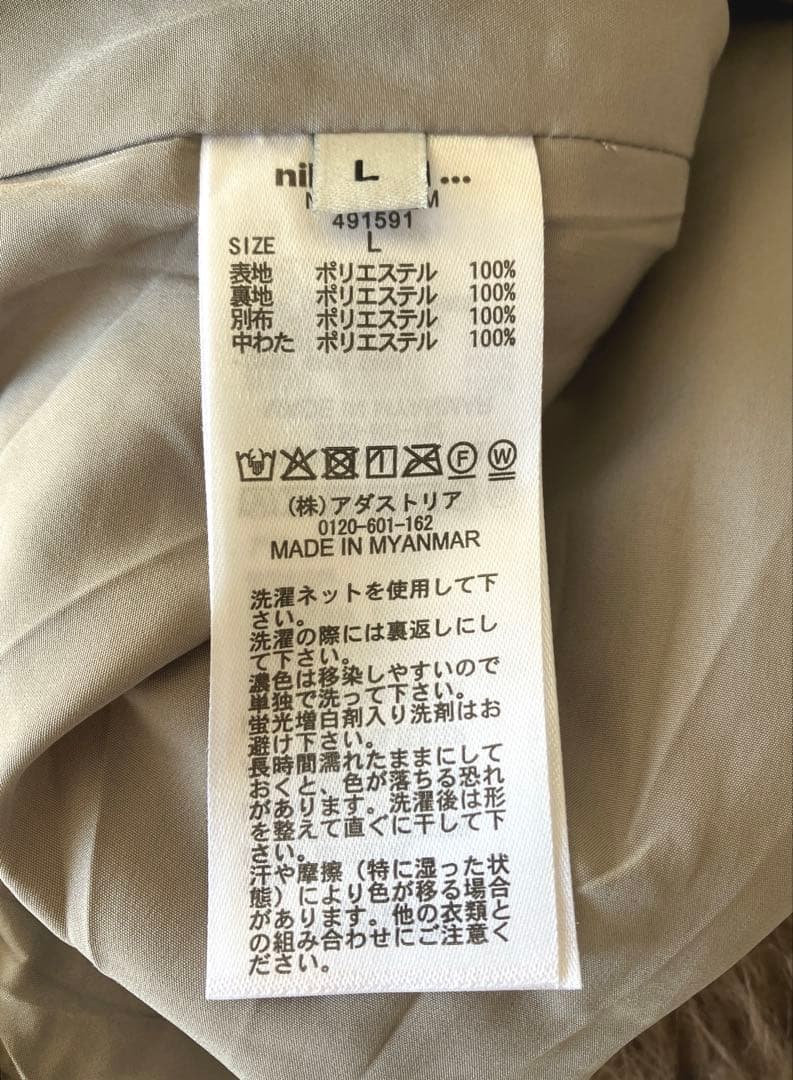 L
491591
SIZE L
表地 ポリエステル 100%
裏地 ポリエステル 100%
別布 ポリエステル 100%
中わた ポリエステル 100%
F W
(株)アダストリア
0120-601-162
MADE IN MYANMAR
洗濯ネットを使用して下
さい。
洗濯の際には裏返しにし
て下さい。
濃色は移染しやすいので
単独で洗って下さい。
蛍光増白剤入り洗剤はお
避け下さい。
長時間濡れたままにして
おくと、色が落ちる恐れ
があります。洗濯後は形
を整えて直ぐに干して下
さい。
汗や摩擦（特に湿った状
態）により色が移る場合
があります。他の衣類と
の組み合わせにご注意く
ださい。